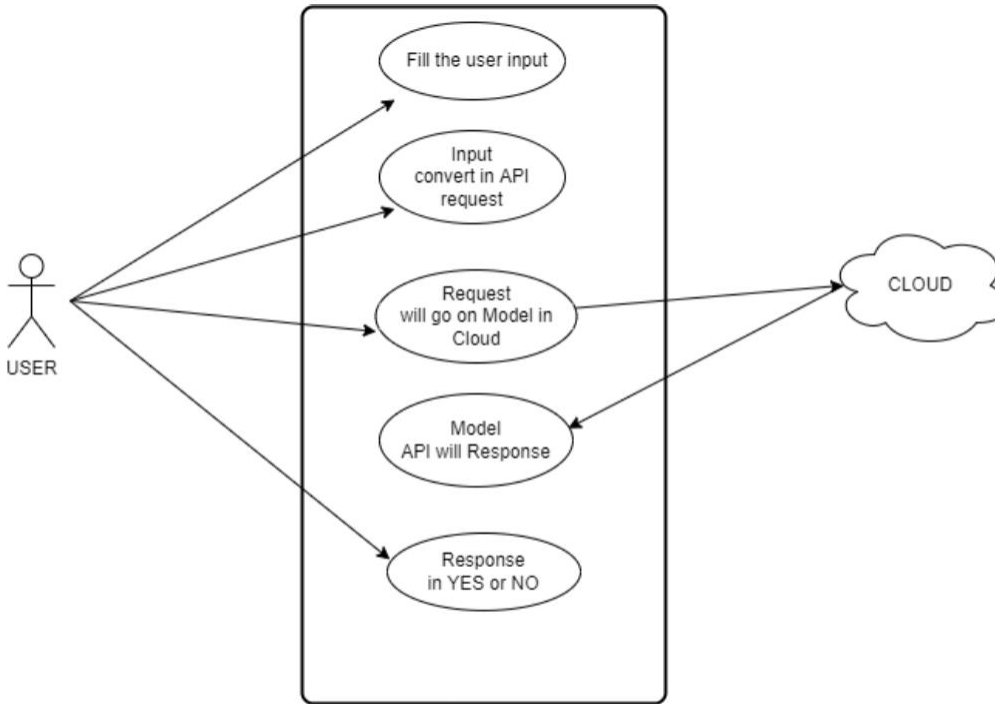 Fill the user input
Input
convert in API
request
Request
will go on Model in
Cloud
CLOUD
USER
Model
API will Response
Response
in YES or NO